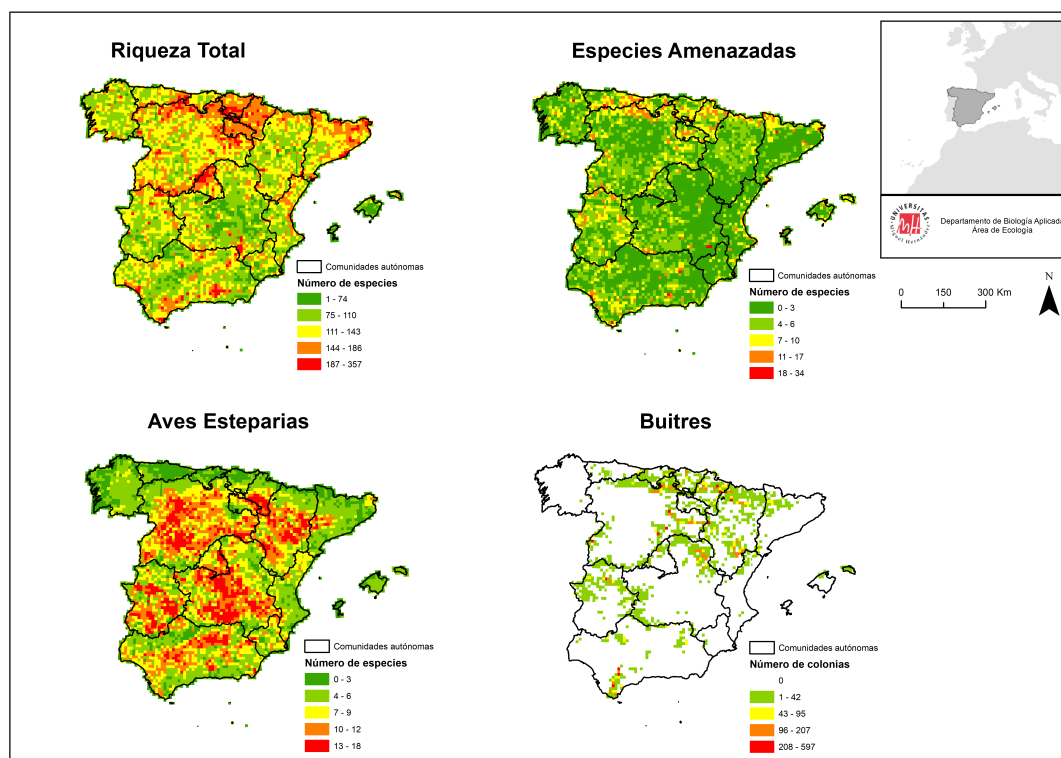 Riqueza Total
Comunidades autónomas
Número de especies
1 - 74
75 - 110
111 - 143
144 - 186
187 - 357
Especies Amenazadas
Comunidades autónomas
Número de especies
0 - 3
4 - 6
7 - 10
11 - 17
18 - 34
UNIVERSITAS
Miguel Hernández
Departamento de Biología Aplicada
Área de Ecología
0 150 300 Km
N
Aves Esteparias
Comunidades autónomas
Número de especies
0 - 3
4 - 6
7 - 9
10 - 12
13 - 18
Buitres
Comunidades autónomas
Número de colonias
0
1 - 42
43 - 95
96 - 207
208 - 597